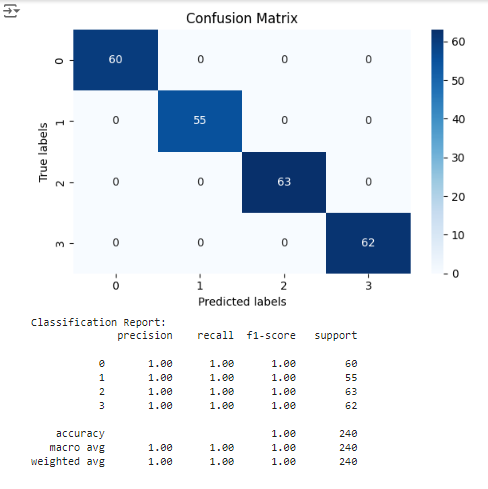 Confusion Matrix
0 60 0 0 0
1 0 55 0 0
2 0 0 63 0
3 0 0 0 62
0 1 2 3
True labels
Predicted labels
60
50
40
30
20
10
0
Classification Report:
precision recall f1-score support
0 1.00 1.00 1.00 60
1 1.00 1.00 1.00 55
2 1.00 1.00 1.00 63
3 1.00 1.00 1.00 62
accuracy 1.00 240
macro avg 1.00 1.00 1.00 240
weighted avg 1.00 1.00 1.00 240